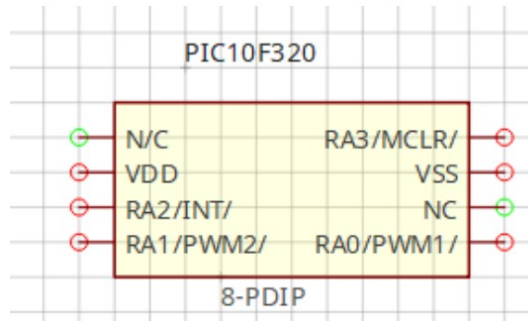 PIC10F320
N/C RA3/MCLR/
VDD VSS
RA2/INT/ NC
RA1/PWM2/ RA0/PWM1/
8-PDIP